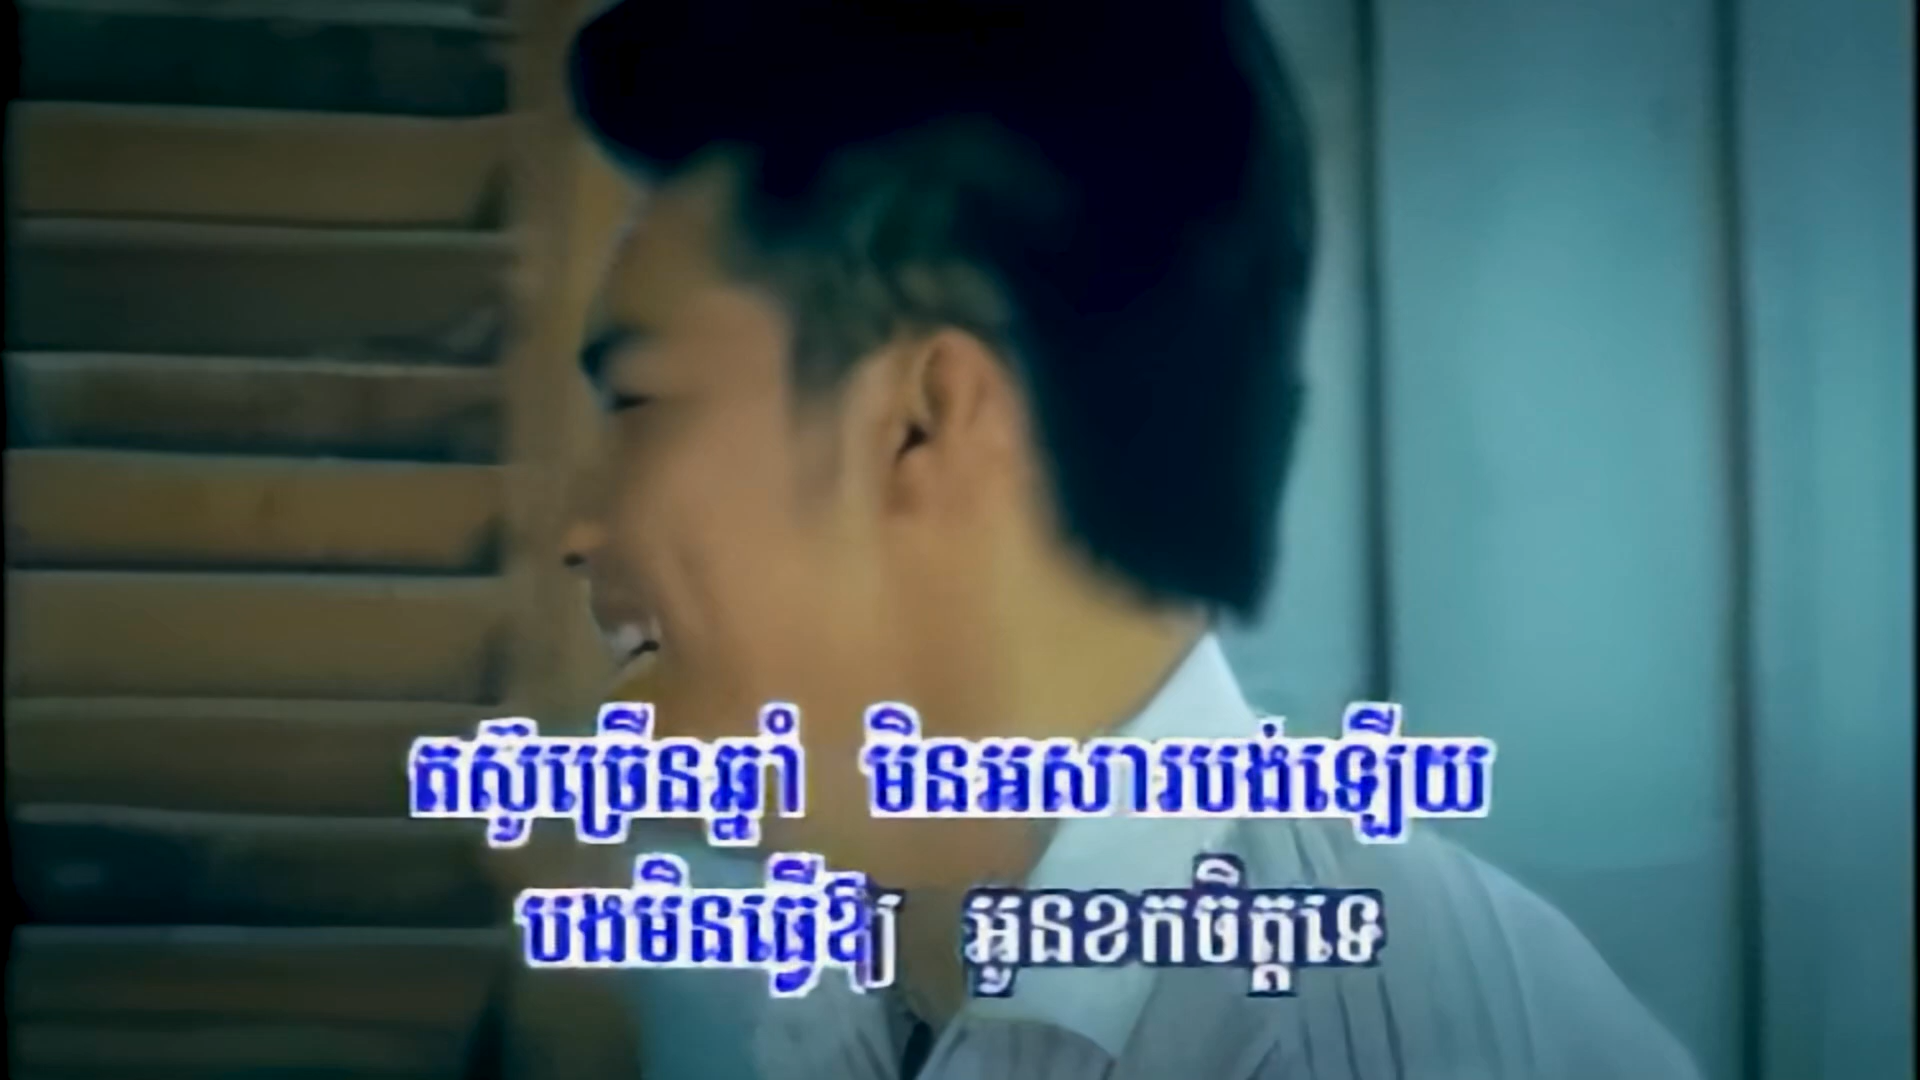 តស៊ូច្រើនឆ្នាំ មិនអសារបង់ឡើយ
បងមិនធ្វើឱ្យ អូនខកចិត្តទេ